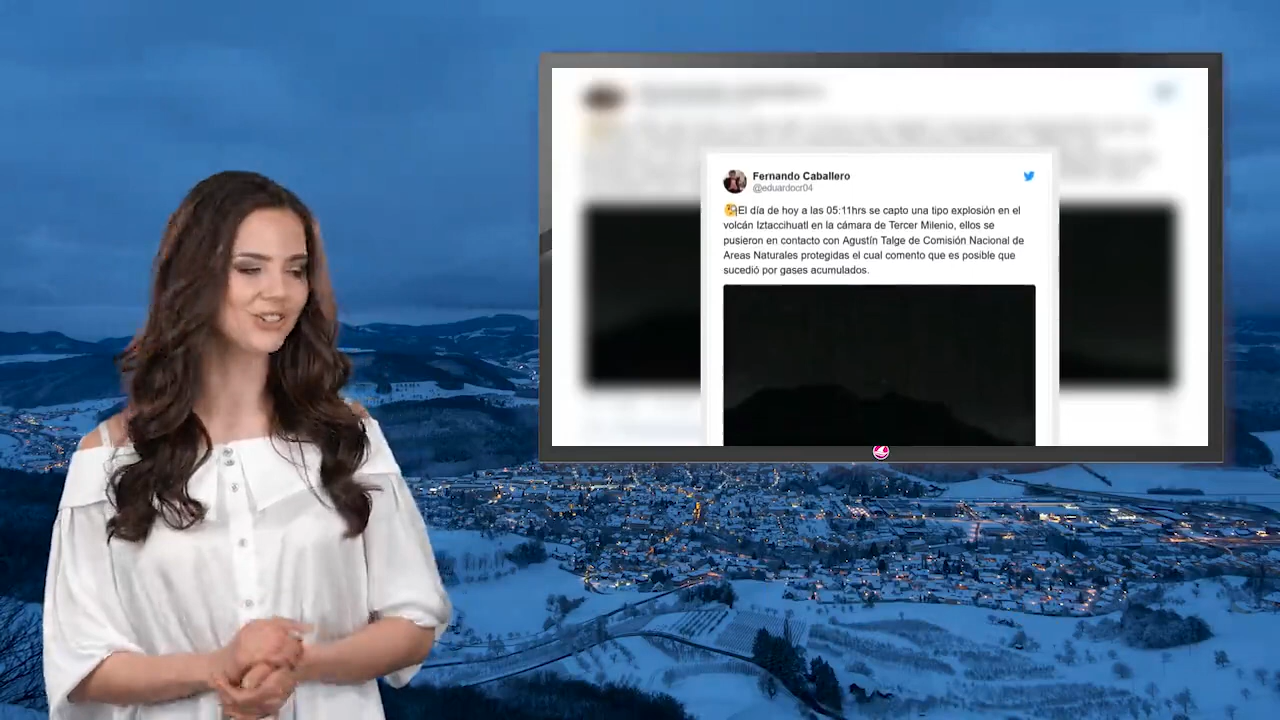 Fernando Caballero
@eduardocr04
🧐El día de hoy a las 05:11hrs se capto una tipo explosión en el
volcán Iztaccihuatl en la cámara de Tercer Milenio, ellos se
pusieron en contacto con Agustín Talge de Comisión Nacional de
Areas Naturales protegidas el cual comento que es posible que
sucedió por gases acumulados.